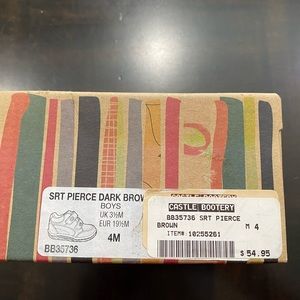 SRT PIERCE DARK BROW
BOYS
UK 3½M
EUR 19½M
4M
BB35736
CASTLE BOOTERY
BB35736 SRT PIERCE
BROWN M 4
ITEM# 10255261
$ 54.95